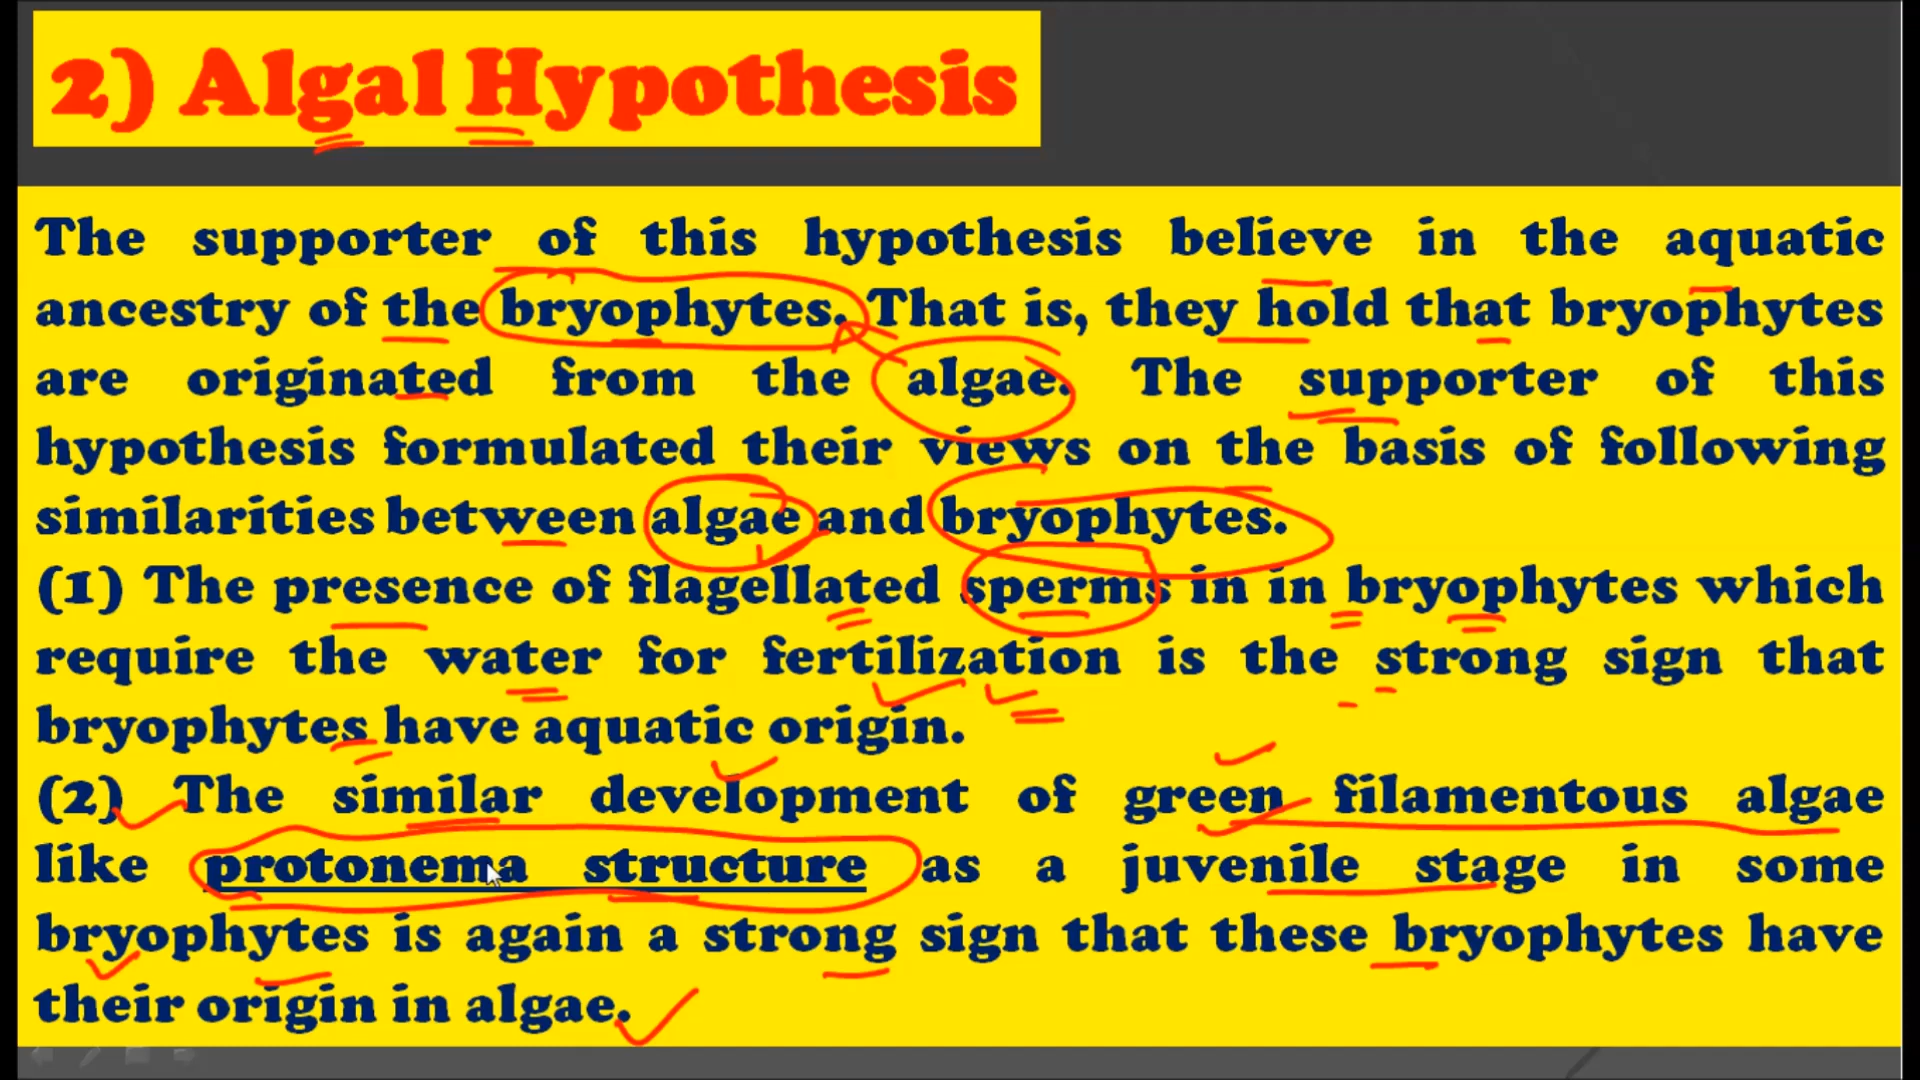 2) Algal Hypothesis
The supporter of this hypothesis believe in the aquatic
ancestry of the bryophytes. That is, they hold that bryophytes
are originated from the algae. The supporter of this
hypothesis formulated their views on the basis of following
similarities between algae and bryophytes.
(1) The presence of flagellated sperms in in bryophytes which
require the water for fertilization is the strong sign that
bryophytes have aquatic origin.
(2) The similar development of green filamentous algae
like protonema structure as a juvenile stage in some
bryophytes is again a strong sign that these bryophytes have
their origin in algae.